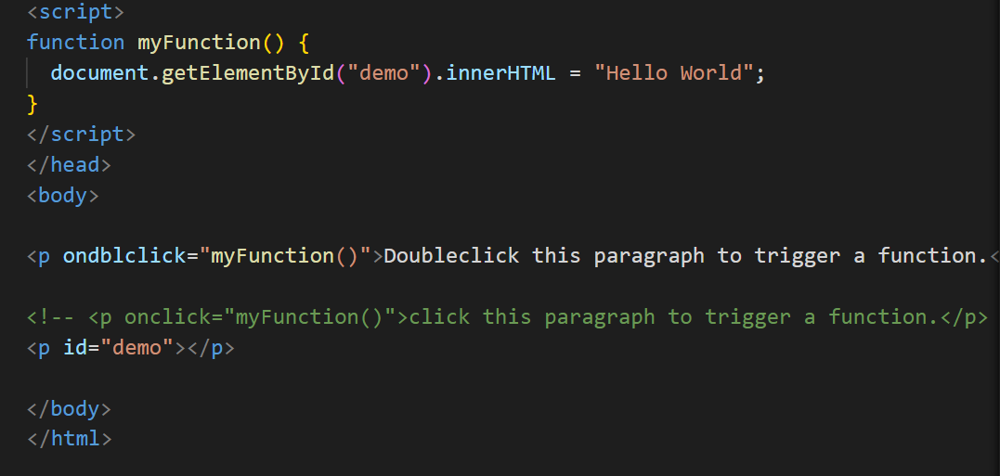 <script>
function myFunction() {
  document.getElementById("demo").innerHTML = "Hello World";
}
</script>
</head>
<body>
<p ondblclick="myFunction()">Doubleclick this paragraph to trigger a function.<
<!-- <p onclick="myFunction()">click this paragraph to trigger a function.</p>
<p id="demo"></p>
</body>
</html>